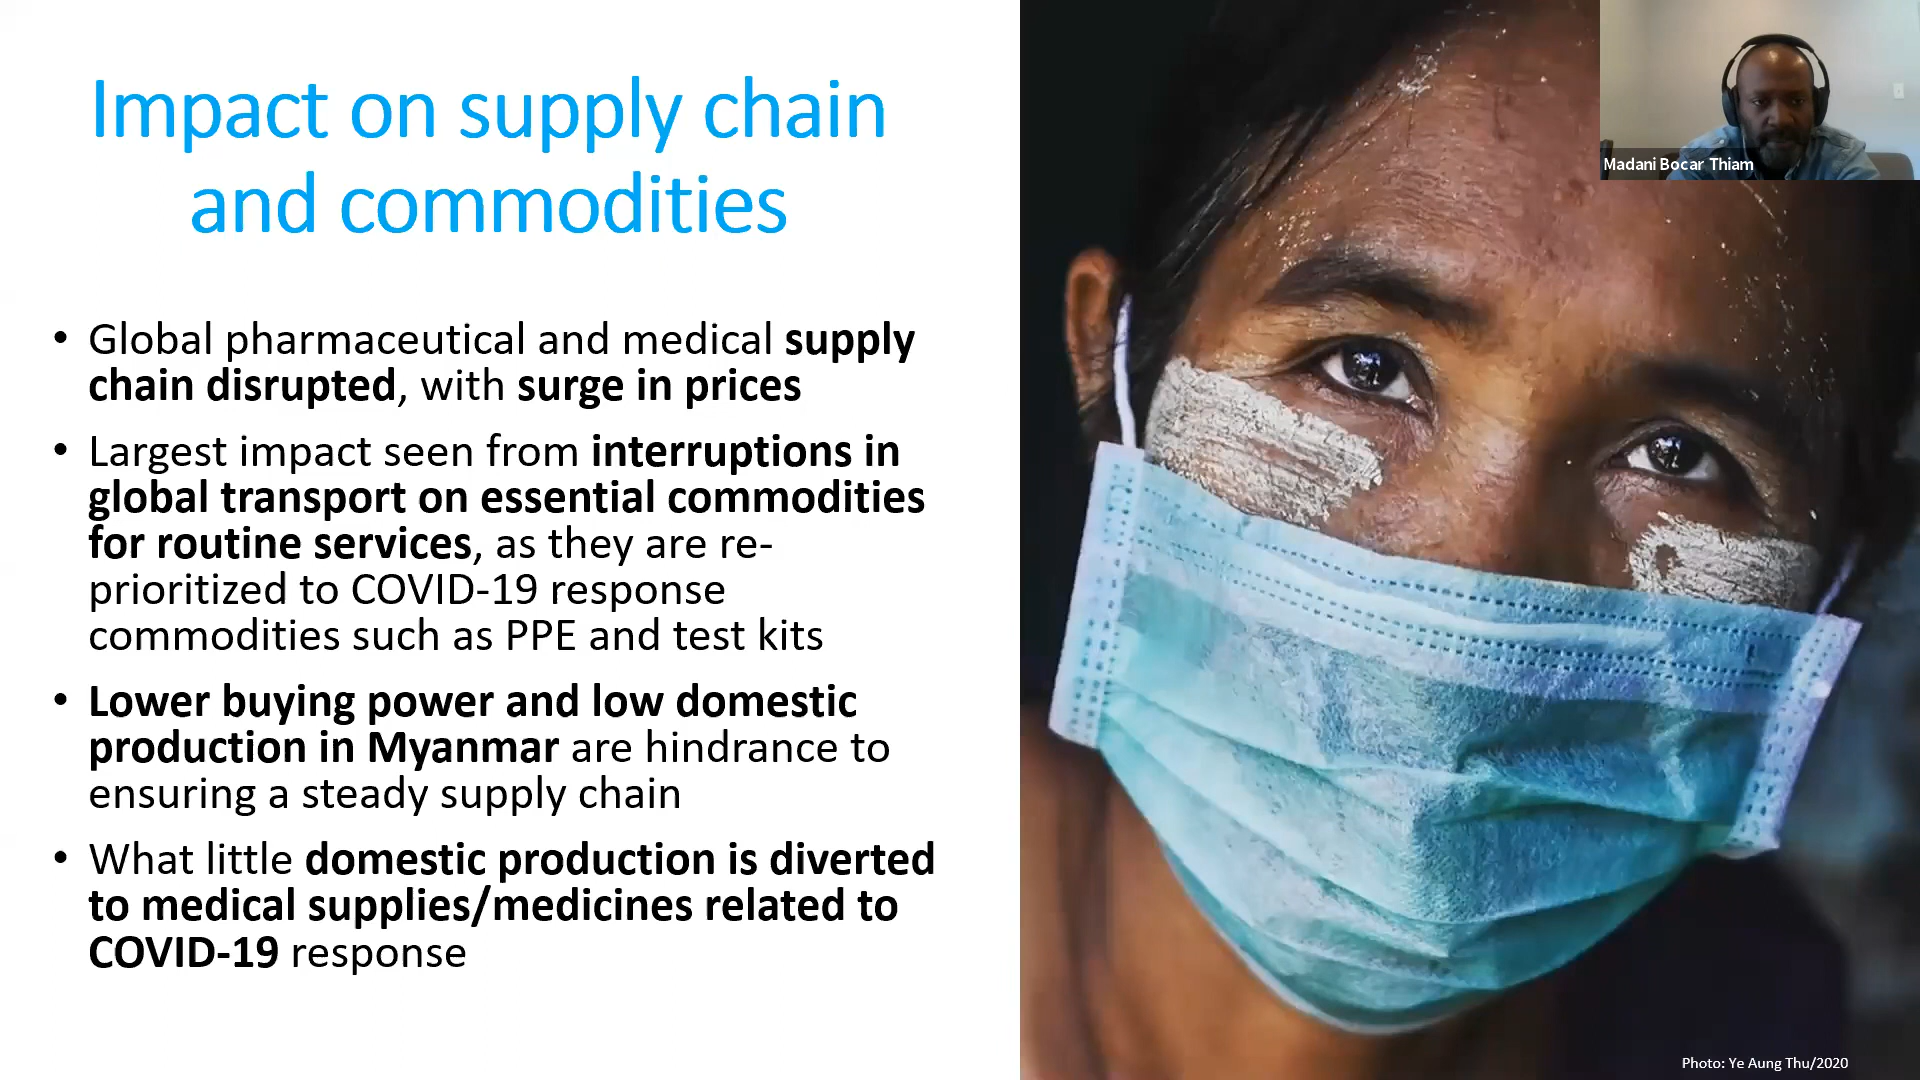 Impact on supply chain
and commodities
• Global pharmaceutical and medical supply
chain disrupted, with surge in prices
• Largest impact seen from interruptions in
global transport on essential commodities
for routine services, as they are re-
prioritized to COVID-19 response
commodities such as PPE and test kits
• Lower buying power and low domestic
production in Myanmar are hindrance to
ensuring a steady supply chain
• What little domestic production is diverted
to medical supplies/medicines related to
COVID-19 response
Madani Bocar Thiam
Photo: Ye Aung Thu/2020